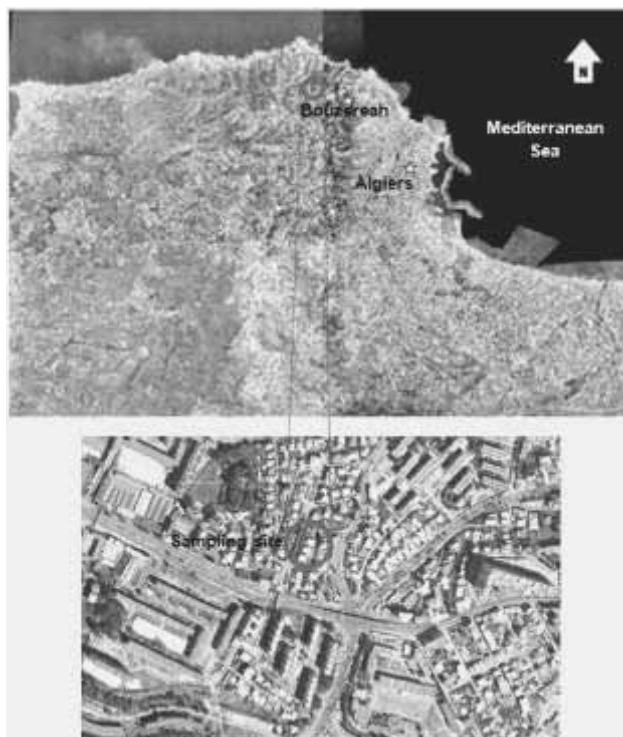 N
Bouzereah
Mediterranean
Sea
Algiers
Sampling site